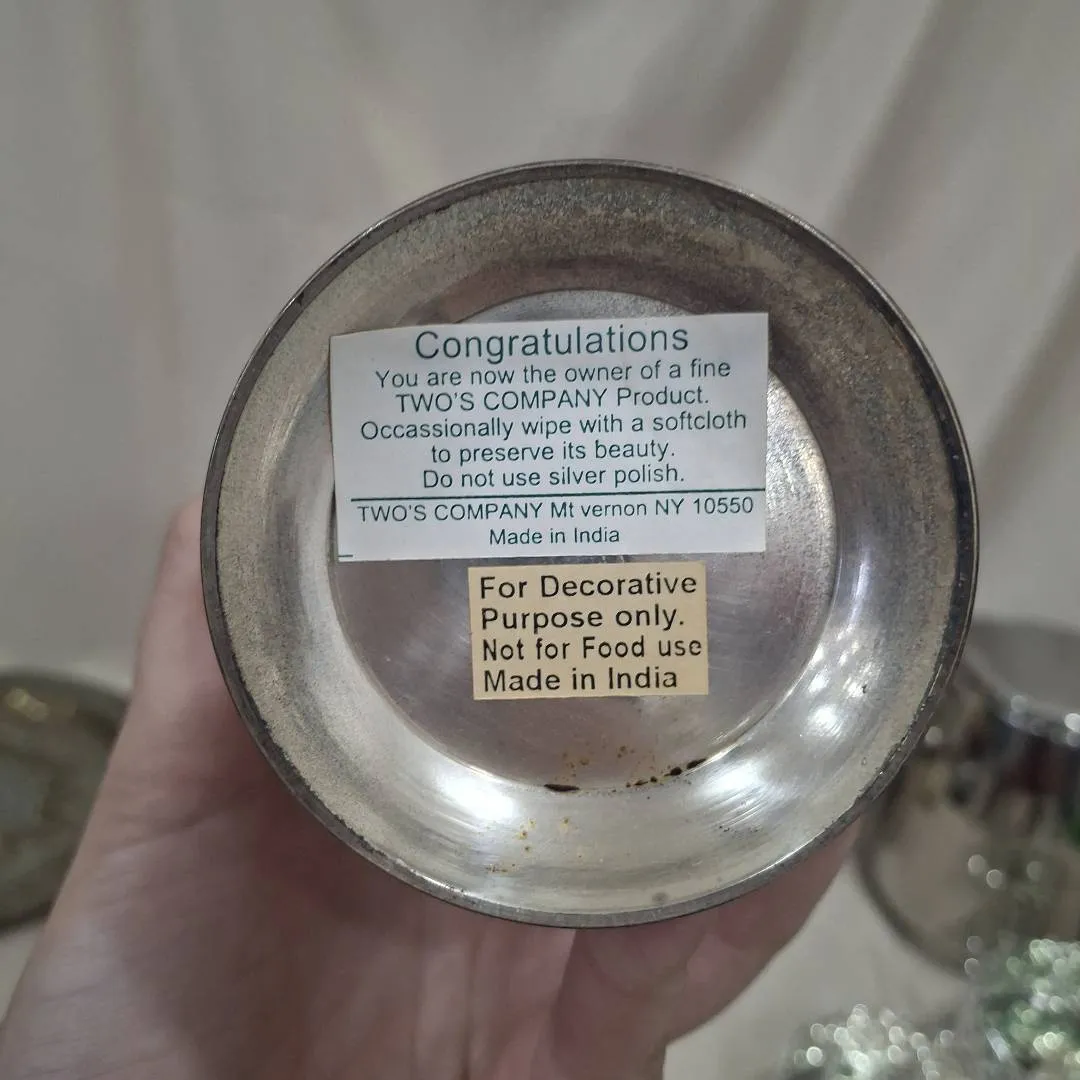 Congratulations
You are now the owner of a fine
TWO'S COMPANY Product.
Occassionally wipe with a softcloth
to preserve its beauty.
Do not use silver polish.
TWO'S COMPANY Mt vernon NY 10550
Made in India
For Decorative
Purpose only.
Not for Food use
Made in India